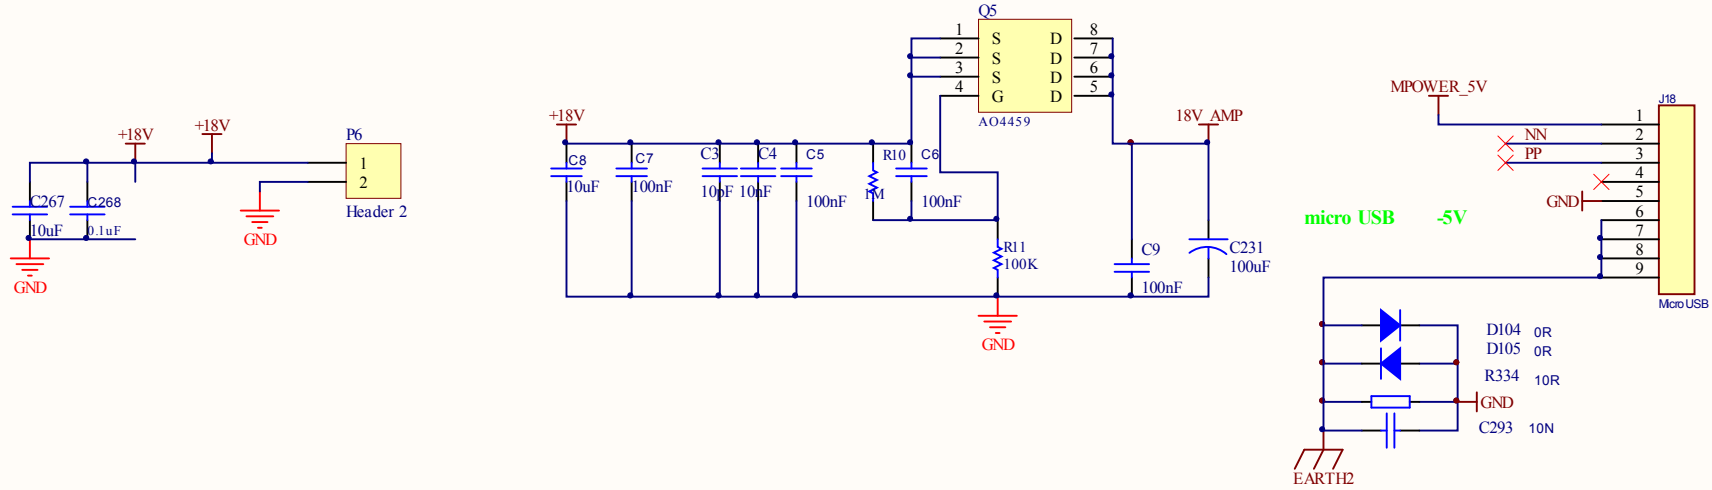 +18V
+18V
P6
1
2
Header 2
C267
10uF
C268
0.1uF
GND
GND
Q5
1
2
3
4
S
S
S
G
D
D
D
D
8
7
6
5
AO4459
+18V
C8
10uF
C7
100nF
C3
10pF
C4
10nF
C5
100nF
R10
1M
C6
100nF
R11
100K
GND
18V_AMP
C9
100nF
C231
100uF
MPOWER_5V
NN
PP
GND
J18
1
2
3
4
5
6
7
8
9
Micro USB
micro USB -5V
D104 0R
D105 0R
R334 10R
GND
C293 10N
EARTH2